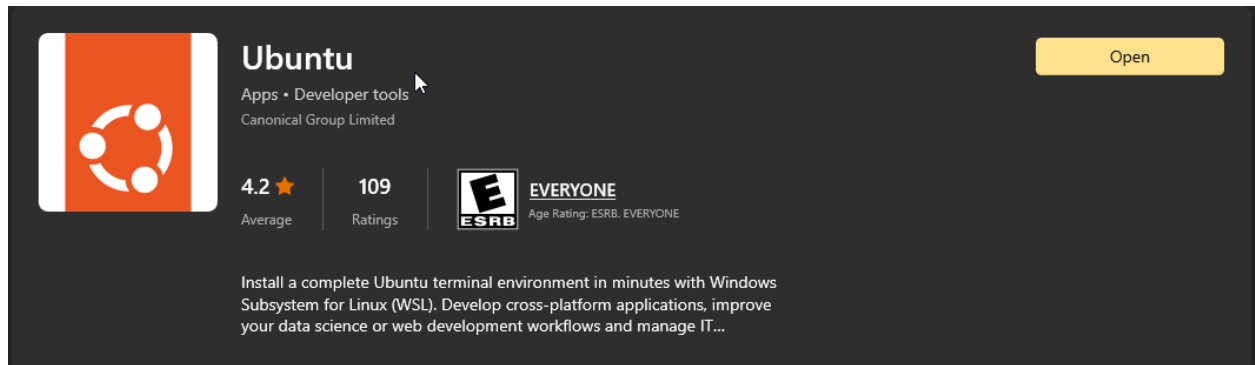 Ubuntu
Open
Apps • Developer tools
Canonical Group Limited
4.2
109
EVERYONE
Average
Ratings
E
ESRB
Age Rating: ESRB. EVERYONE
Install a complete Ubuntu terminal environment in minutes with Windows
Subsystem for Linux (WSL). Develop cross-platform applications, improve
your data science or web development workflows and manage IT...